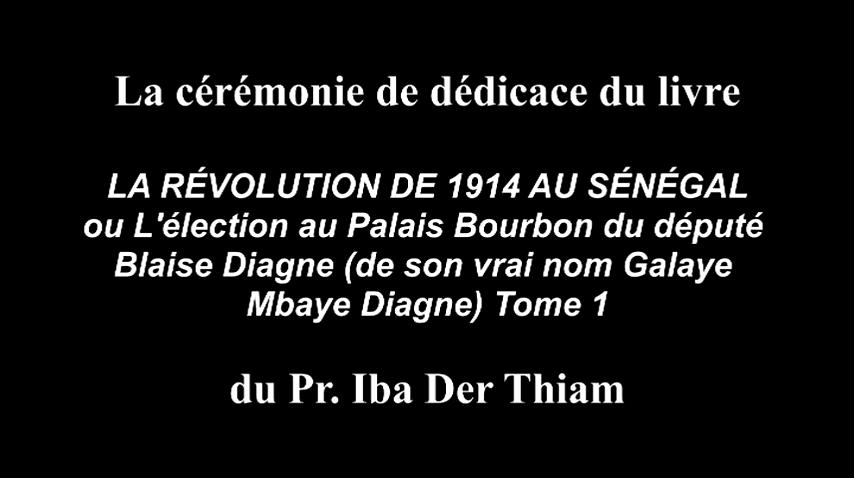 La cérémonie de dédicace du livre
LA RÉVOLUTION DE 1914 AU SÉNÉGAL
ou L'élection au Palais Bourbon du député
Blaise Diagne (de son vrai nom Galaye
Mbaye Diagne) Tome 1
du Pr. Iba Der Thiam